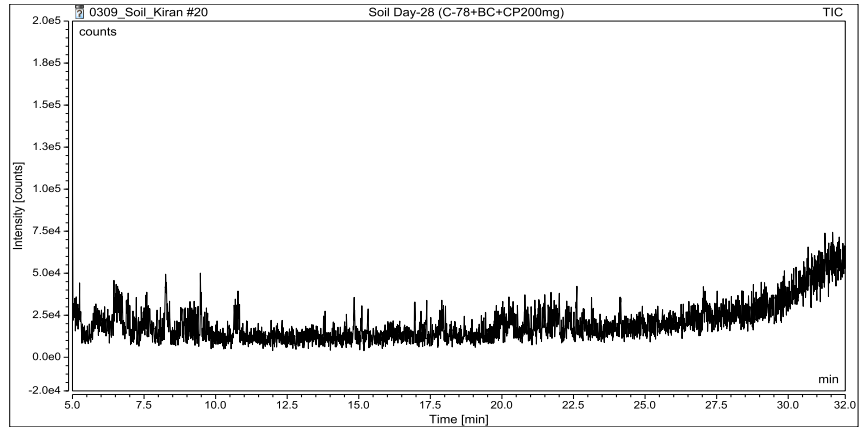 0309_Soil_Kiran #20 Soil Day-28 (C-78+BC+CP200mg) TIC
counts
2.0e5
1.8e5
1.5e5
1.3e5
1.0e5
7.5e4
5.0e4
2.5e4
0.0e0
-2.0e4
Intensity [counts]
min
5.0 7.5 10.0 12.5 15.0 17.5 20.0 22.5 25.0 27.5 30.0 32.0
Time [min]